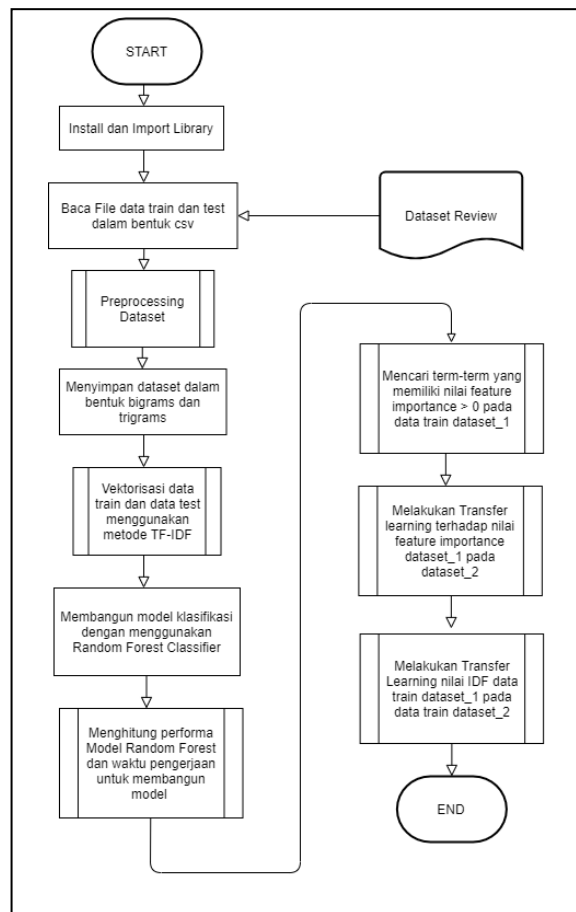 START
Install dan Import Library
Baca File data train dan test
dalam bentuk csv
Dataset Review
Preprocessing
Dataset
Menyimpan dataset dalam
bentuk bigrams dan
trigrams
Vektorisasi data
train dan data test
menggunakan
metode TF-IDF
Membangun model klasifikasi
dengan menggunakan
Random Forest Classifier
Menghitung performa
Model Random Forest
dan waktu pengerjaan
untuk membangun
model
Mencari term-term yang
memiliki nilai feature
importance > 0 pada
data train dataset_1
Melakukan Transfer
learning terhadap nilai
feature importance
dataset_1 pada
dataset_2
Melakukan Transfer
Learning nilai IDF data
train dataset_1 pada
data train dataset_2
END